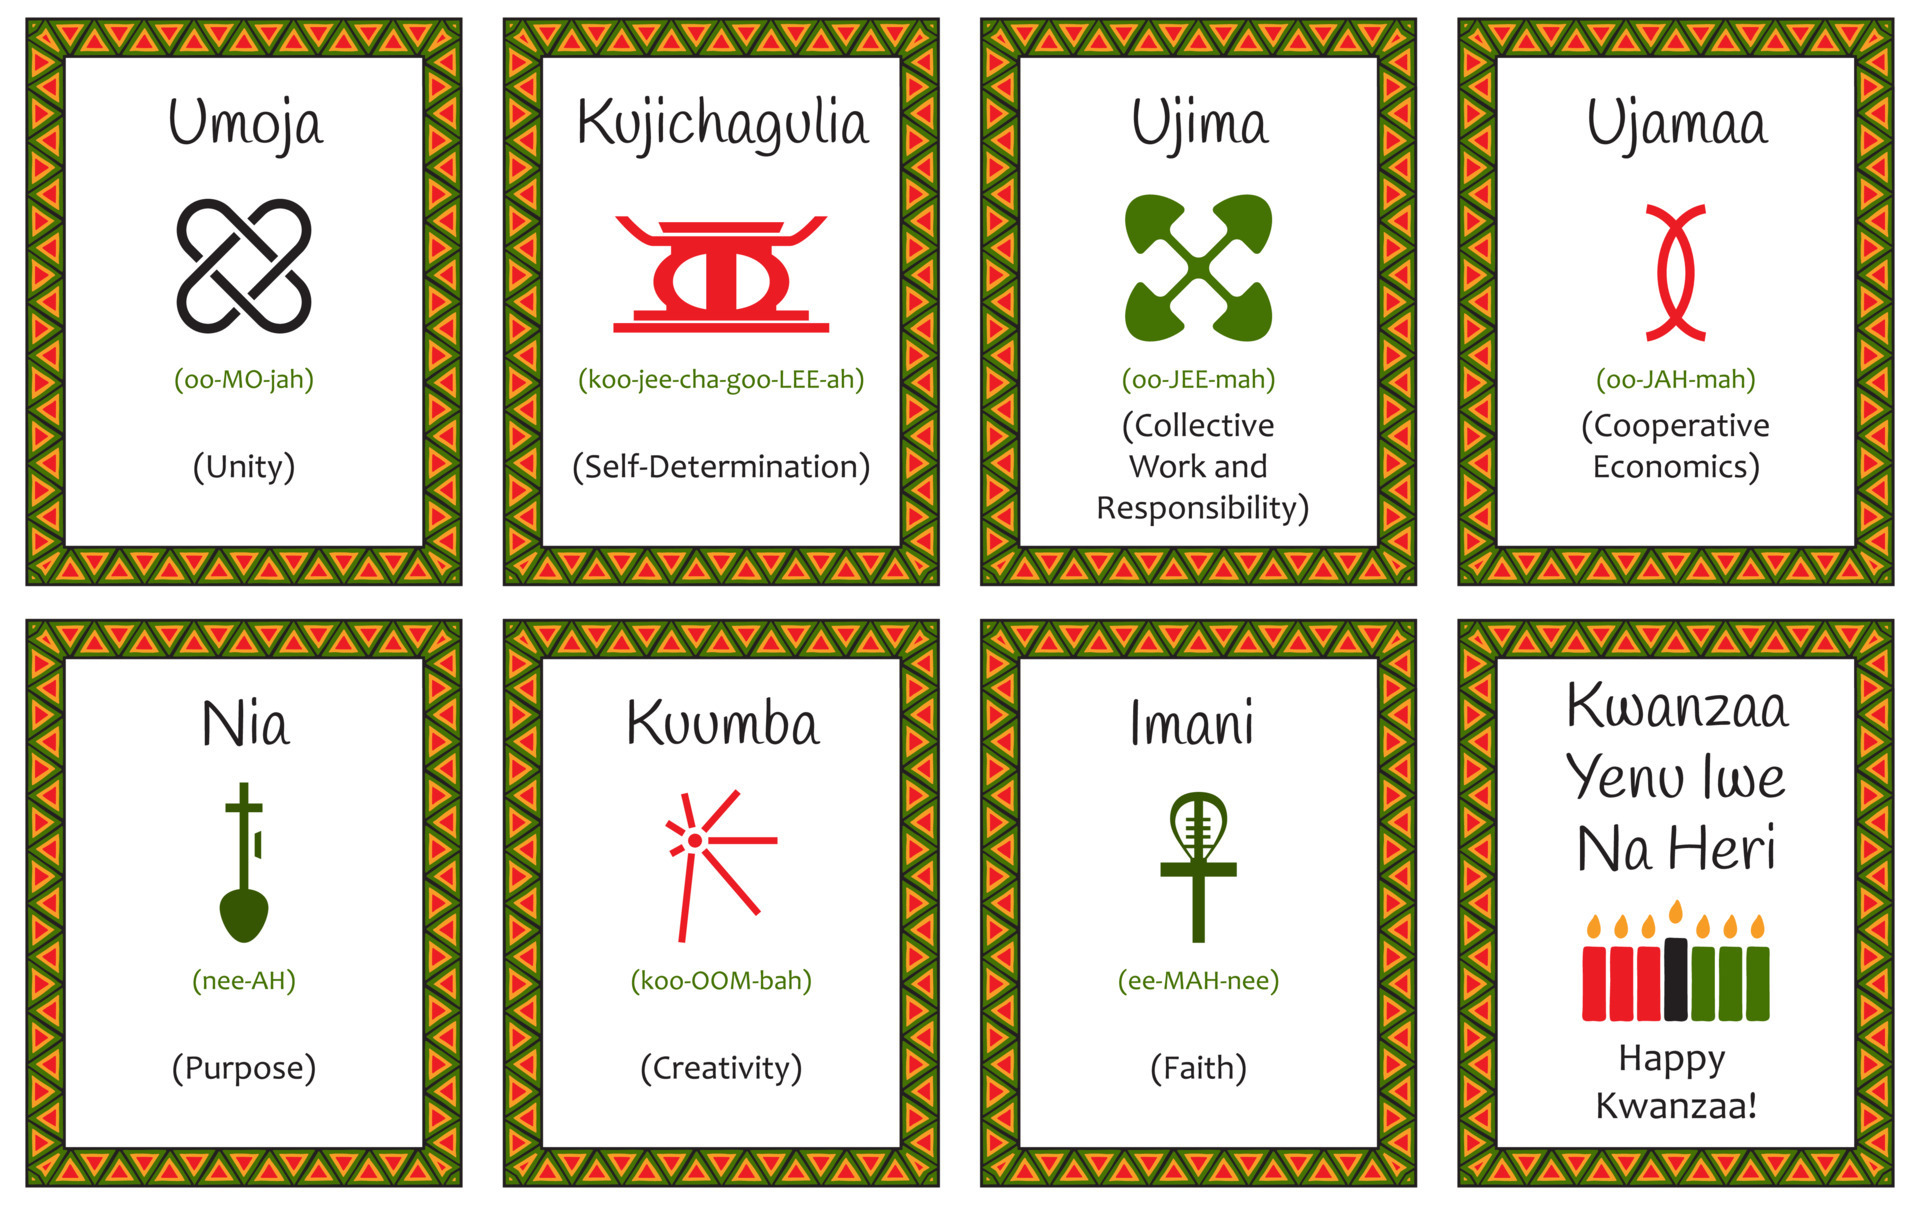 Umoja
(oo-MO-jah)
(Unity)
Kujichagulia
(koo-jee-cha-goo-LEE-ah)
(Self-Determination)
Ujima
(oo-JEE-mah)
(Collective
Work and
Responsibility)
Ujamaa
(oo-JAH-mah)
(Cooperative
Economics)
Nia
(nee-AH)
(Purpose)
Kuumba
(koo-OOM-bah)
(Creativity)
Imani
(ee-MAH-nee)
(Faith)
Kwanzaa
Yenu Iwe
Na Heri
Happy
Kwanzaa!